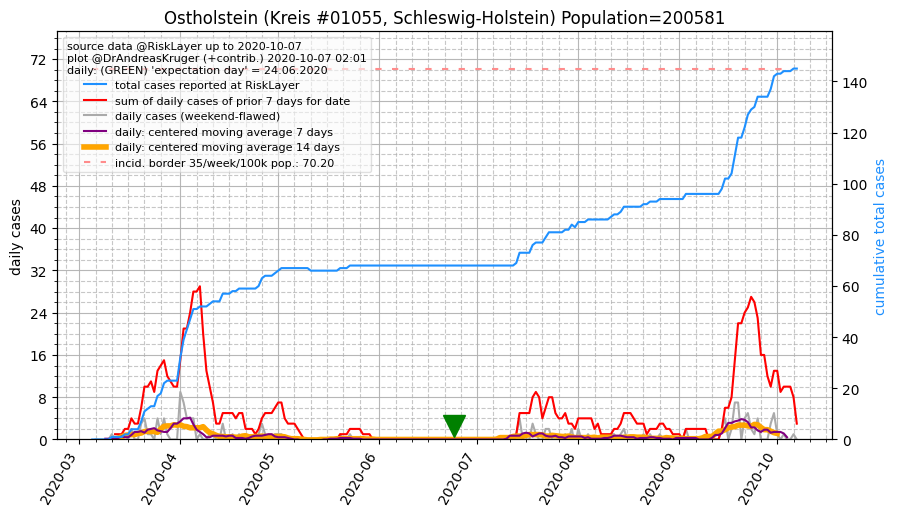 Ostholstein (Kreis #01055, Schleswig-Holstein) Population=200581
source data @RiskLayer up to 2020-10-07
plot @DrAndreasKruger (+contrib.) 2020-10-07 02:01
daily: (GREEN) 'expectation day' = 24.06.2020
total cases reported at RiskLayer
sum of daily cases of prior 7 days for date
daily cases (weekend-flawed)
daily: centered moving average 7 days
daily: centered moving average 14 days
incid. border 35/week/100k pop.: 70.20
daily cases
72
64
56
48
40
32
24
16
8
0
cumulative total cases
140
120
100
80
60
40
20
0
2020-03
2020-04
2020-05
2020-06
2020-07
2020-08
2020-09
2020-10